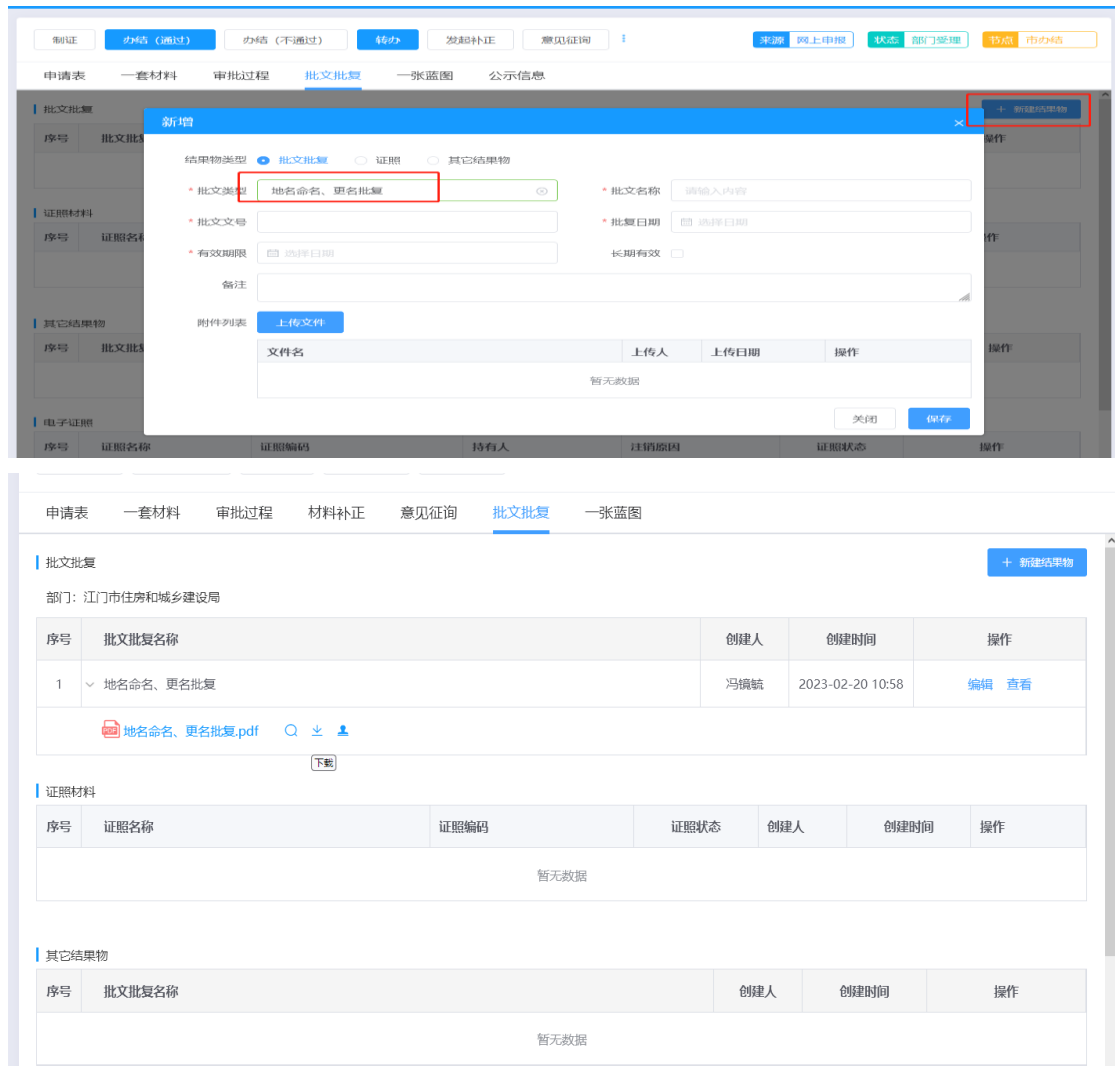 制证 办结（通过） 办结（不通过） 转办 发起补正 意见征询 来源 网上申报 状态 部门受理 节点 市办结
申请表 一套材料 审批过程 批文批复 一张蓝图 公示信息
批文批复 + 新建结果物
新增 ×
序号 批文批复 操作
结果物类型 批文批复 证照 其它结果物
* 批文类型 地名命名、更名批复 * 批文名称 请输入内容
证照材料
* 批文文号 * 批复日期 选择日期
序号 证照名称 操作
* 有效期限 选择日期 长期有效
备注
其它结果物
附件列表 上传文件
序号 批文批复 操作
文件名 上传人 上传日期 操作
暂无数据
电子证照
关闭 保存
序号 证照名称 证照编码 持有人 注销原因 证照状态 操作
申请表 一套材料 审批过程 材料补正 意见征询 批文批复 一张蓝图
批文批复 + 新建结果物
部门：江门市住房和城乡建设局
序号 批文批复名称 创建人 创建时间 操作
1 地名命名、更名批复 冯镜毓 2023-02-20 10:58 编辑 查看
PDF 地名命名、更名批复.pdf
下载
证照材料
序号 证照名称 证照编码 证照状态 创建人 创建时间 操作
暂无数据
其它结果物
序号 批文批复名称 创建人 创建时间 操作
暂无数据